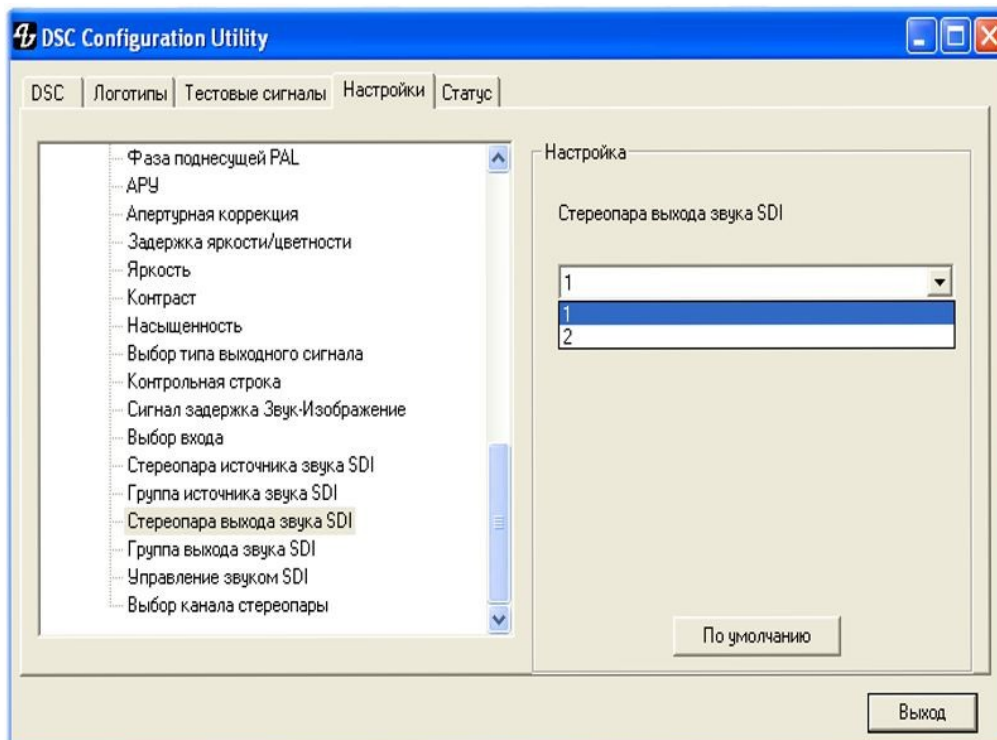 DSC Configuration Utility
DSC Логотипы Тестовые сигналы Настройки Статус
Фаза поднесущей PAL
АРУ
Апертурная коррекция
Задержка яркости/цветности
Яркость
Контраст
Насыщенность
Выбор типа выходного сигнала
Контрольная строка
Сигнал задержка Звук-Изображение
Выбор входа
Стереопара источника звука SDI
Группа источника звука SDI
Стереопара выхода звука SDI
Группа выхода звука SDI
Управление звуком SDI
Выбор канала стереопары
Настройка
Стереопара выхода звука SDI
1
1
2
По умолчанию
Выход